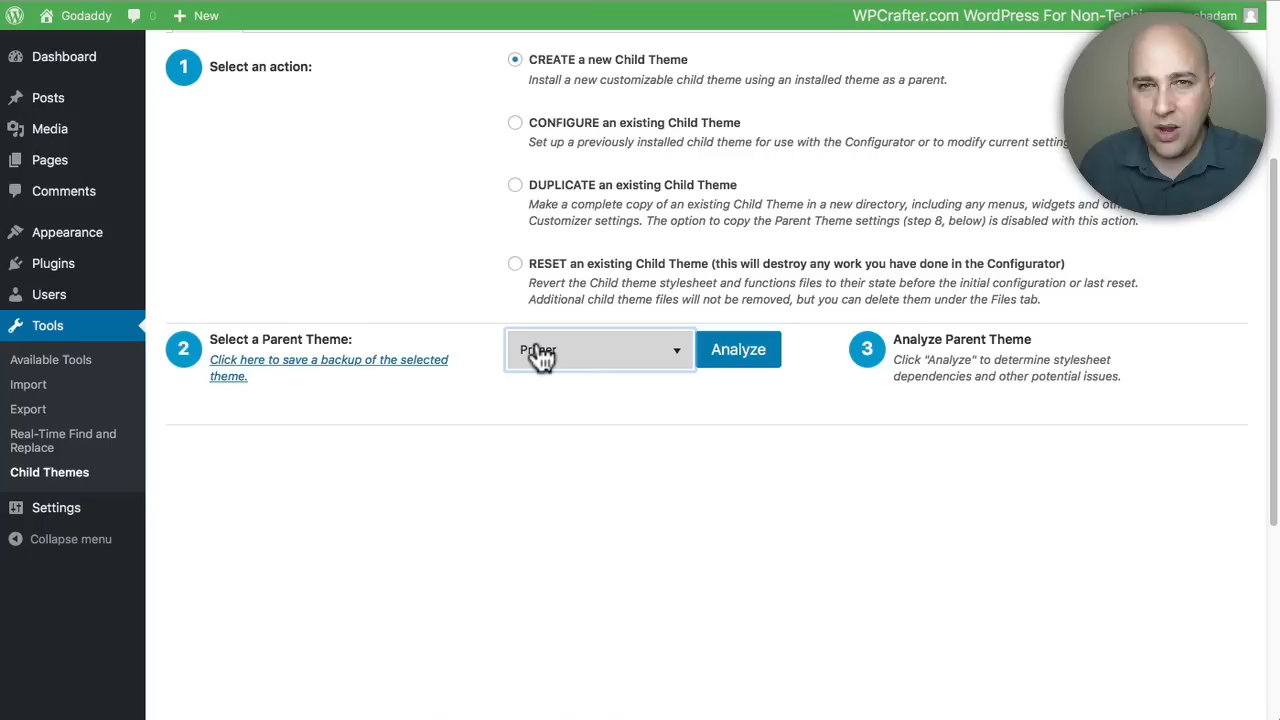 Godaddy
0
New
WPCrafter.com WordPress For Non-Techi
adam
Dashboard
Posts
Media
Pages
Comments
Appearance
Plugins
Users
Tools
Available Tools
Import
Export
Real-Time Find and
Replace
Child Themes
Settings
Collapse menu
1
Select an action:
CREATE a new Child Theme
Install a new customizable child theme using an installed theme as a parent.
CONFIGURE an existing Child Theme
Set up a previously installed child theme for use with the Configurator or to modify current
DUPLICATE an existing Child Theme
Make a complete copy of an existing Child Theme in a new directory, including any menus, widgets and
Customizer settings. The option to copy the Parent Theme settings (step 8, below) is disabled with this action.
RESET an existing Child Theme (this will destroy any work you have done in the Configurator)
Revert the Child theme stylesheet and functions files to their state before the initial configuration or last reset.
Additional child theme files will not be removed, but you can delete them under the Files tab.
2
Select a Parent Theme:
Click here to save a backup of the selected
theme.
Analyze
3
Analyze Parent Theme
Click "Analyze" to determine stylesheet
dependencies and other potential issues.